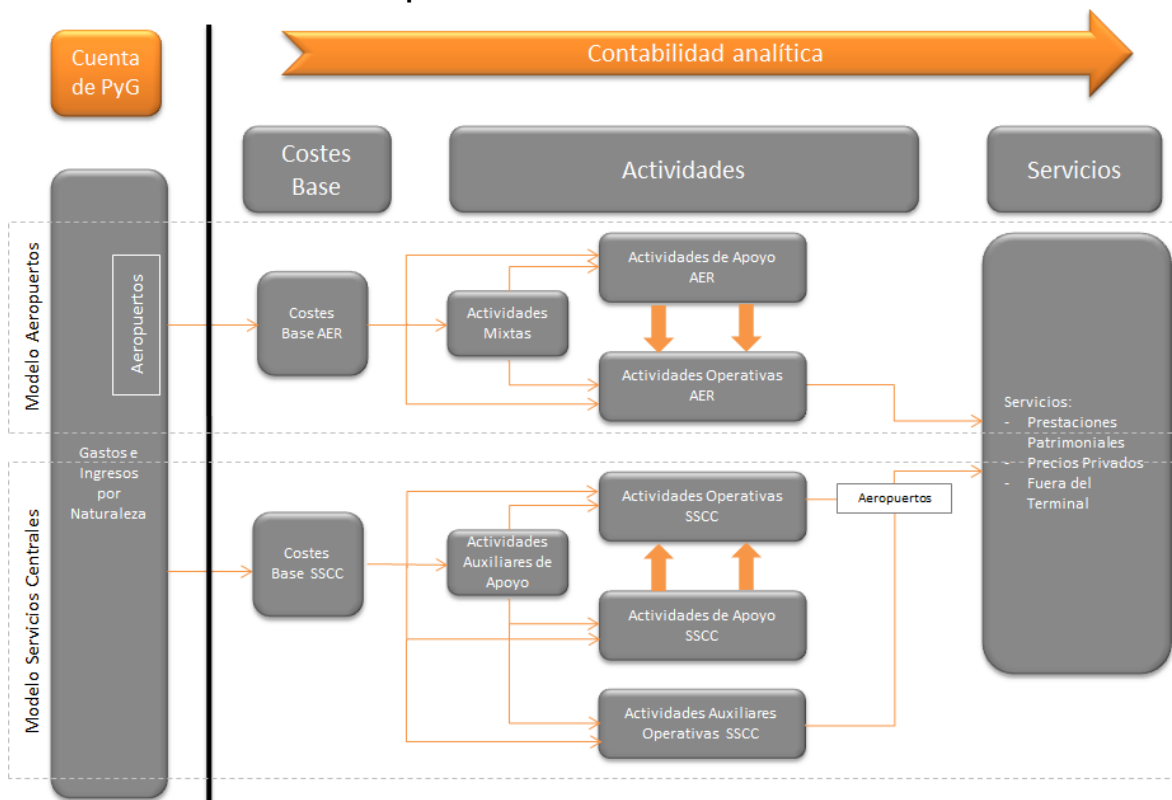 Cuenta
de PyG
Contabilidad analítica
Costes
Base
Actividades
Servicios
Modelo Aeropuertos
Aeropuertos
Costes
Base AER
Actividades
Mixtas
Actividades de Apoyo
AER
Actividades Operativas
AER
Servicios:
- Prestaciones
Patrimoniales
- Precios Privados
- Fuera del
Terminal
Gastos e
Ingresos
por
Naturaleza
Modelo Servicios Centrales
Costes
Base SSCC
Actividades
Auxiliares de
Apoyo
Actividades Operativas
SSCC
Aeropuertos
Actividades de Apoyo
SSCC
Actividades Auxiliares
Operativas SSCC